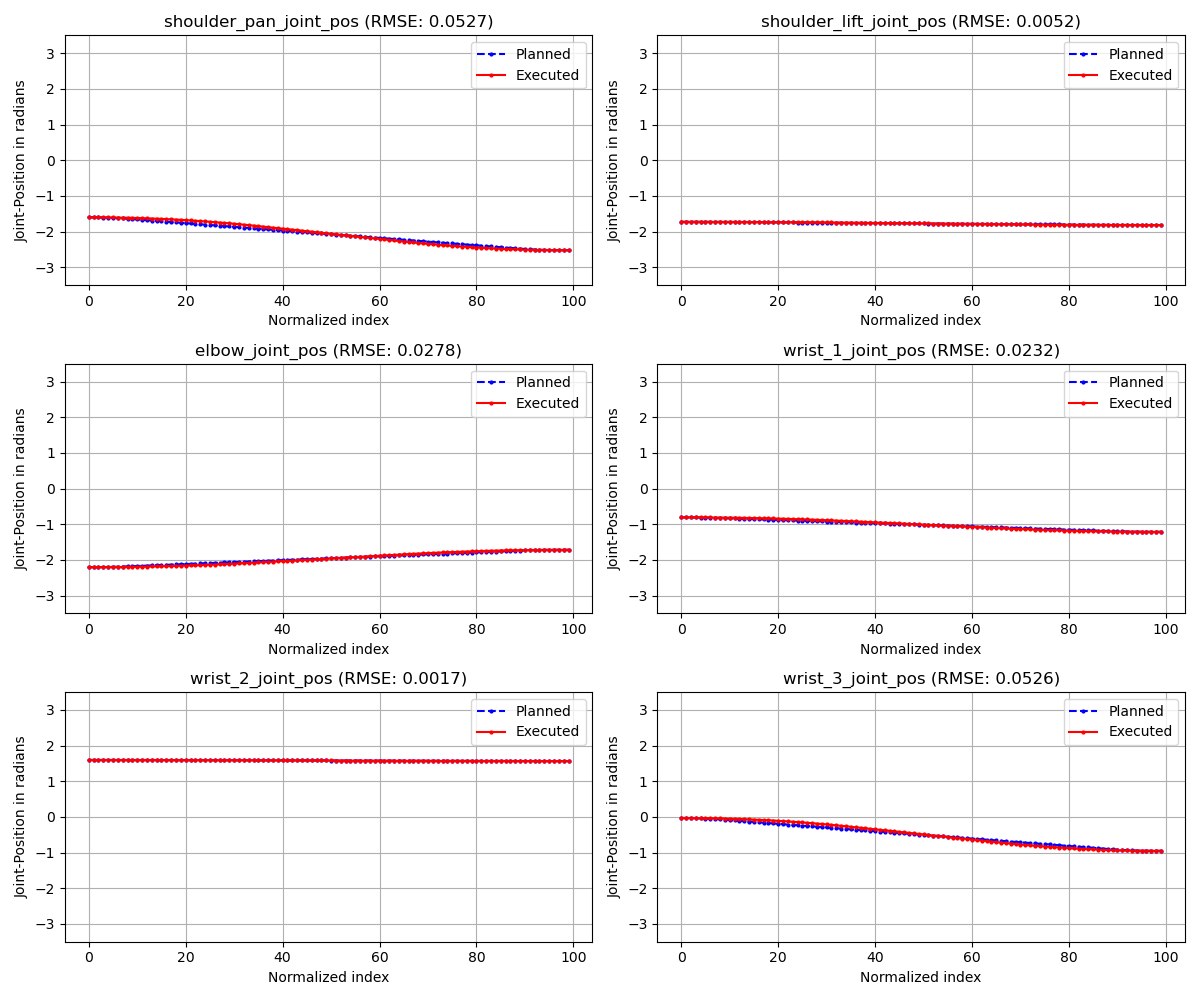 shoulder_pan_joint_pos (RMSE: 0.0527)
Joint-Position in radians
3
2
1
0
−1
−2
−3
Planned
Executed
0 20 40 60 80 100
Normalized index
shoulder_lift_joint_pos (RMSE: 0.0052)
Joint-Position in radians
3
2
1
0
−1
−2
−3
Planned
Executed
0 20 40 60 80 100
Normalized index
elbow_joint_pos (RMSE: 0.0278)
Joint-Position in radians
3
2
1
0
−1
−2
−3
Planned
Executed
0 20 40 60 80 100
Normalized index
wrist_1_joint_pos (RMSE: 0.0232)
Joint-Position in radians
3
2
1
0
−1
−2
−3
Planned
Executed
0 20 40 60 80 100
Normalized index
wrist_2_joint_pos (RMSE: 0.0017)
Joint-Position in radians
3
2
1
0
−1
−2
−3
Planned
Executed
0 20 40 60 80 100
Normalized index
wrist_3_joint_pos (RMSE: 0.0526)
Joint-Position in radians
3
2
1
0
−1
−2
−3
Planned
Executed
0 20 40 60 80 100
Normalized index